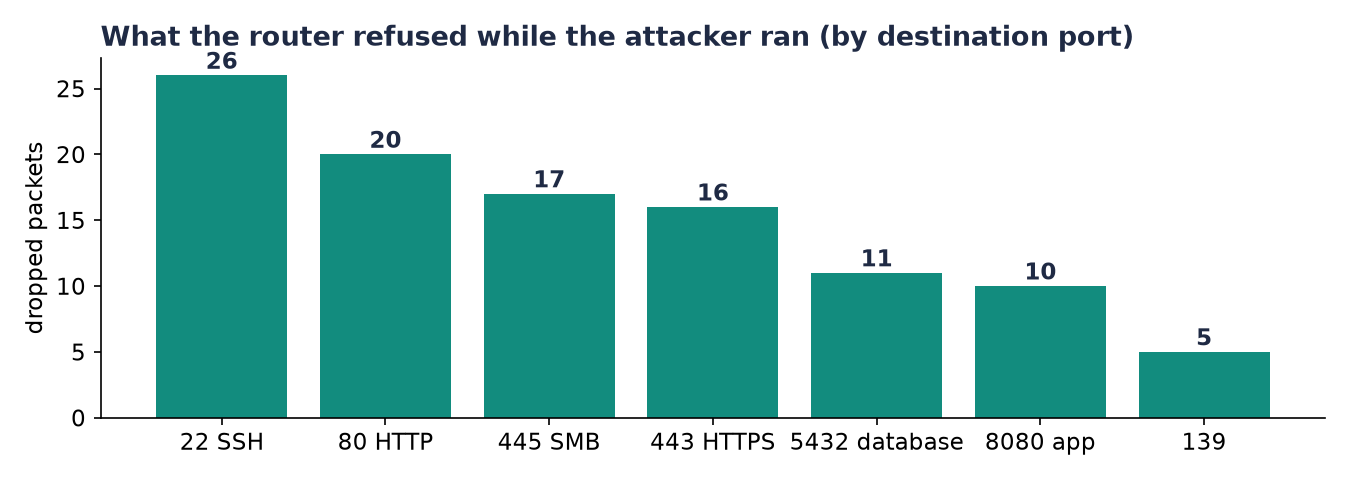 What the router refused while the attacker ran (by destination port)
26
25
20
20
17
16
15
11
10
10
5
5
0
dropped packets
22 SSH
80 HTTP
445 SMB
443 HTTPS
5432 database
8080 app
139